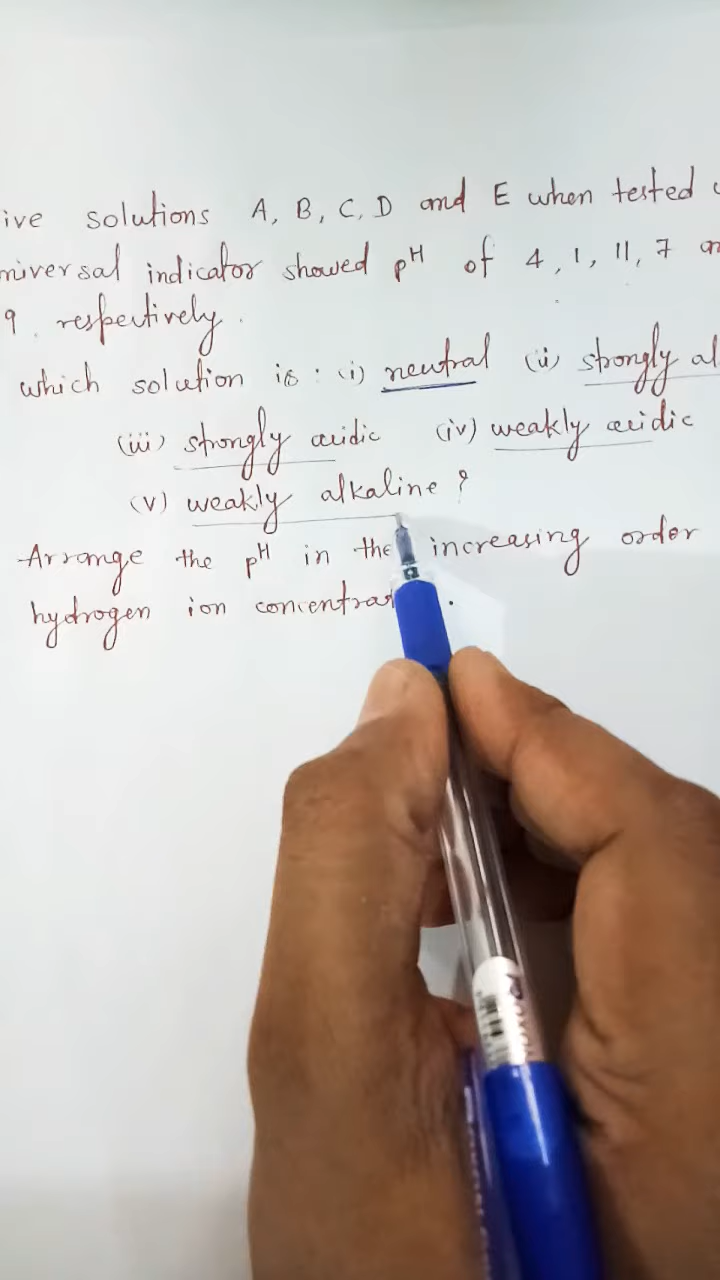 ive solutions A, B, C, D and E when tested
niversal indicator showed pH of 4, 1, 11, 7 an
9 respectively.
which solution is : (i) neutral (ii) strongly al
(iii) strongly acidic (iv) weakly acidic
(v) weakly alkaline ?
Arrange the pH in the increasing order
hydrogen ion concentra .